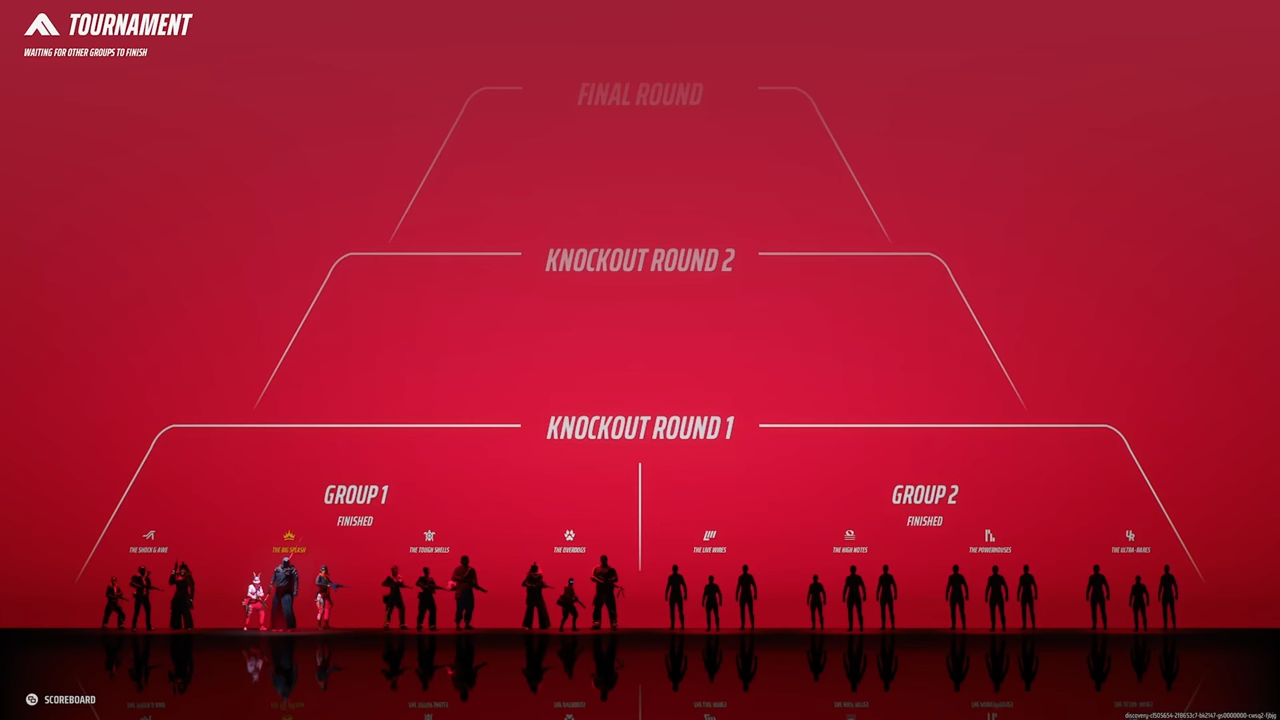 TOURNAMENT
WAITING FOR OTHER GROUPS TO FINISH
FINAL ROUND
KNOCKOUT ROUND 2
KNOCKOUT ROUND 1
GROUP 1
FINISHED
GROUP 2
FINISHED
THE SHOCK & AWE
THE BIG SPLASH
THE TOUGH SHELLS
THE OVERDOGS
THE LIVE WIRES
THE HIGH NOTES
THE POWERHOUSES
THE ULTRA-RARES
SCOREBOARD